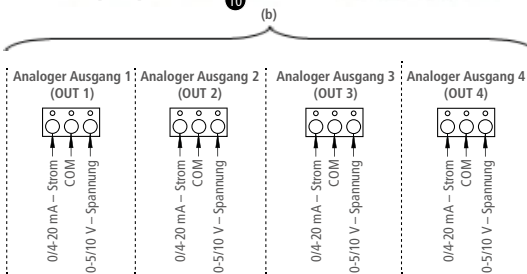 10
(b)
Analoger Ausgang 1
(OUT 1)
0/4-20 mA – Strom
COM
0-5/10 V – Spannung
Analoger Ausgang 2
(OUT 2)
0/4-20 mA – Strom
COM
0-5/10 V – Spannung
Analoger Ausgang 3
(OUT 3)
0/4-20 mA – Strom
COM
0-5/10 V – Spannung
Analoger Ausgang 4
(OUT 4)
0/4-20 mA – Strom
COM
0-5/10 V – Spannung